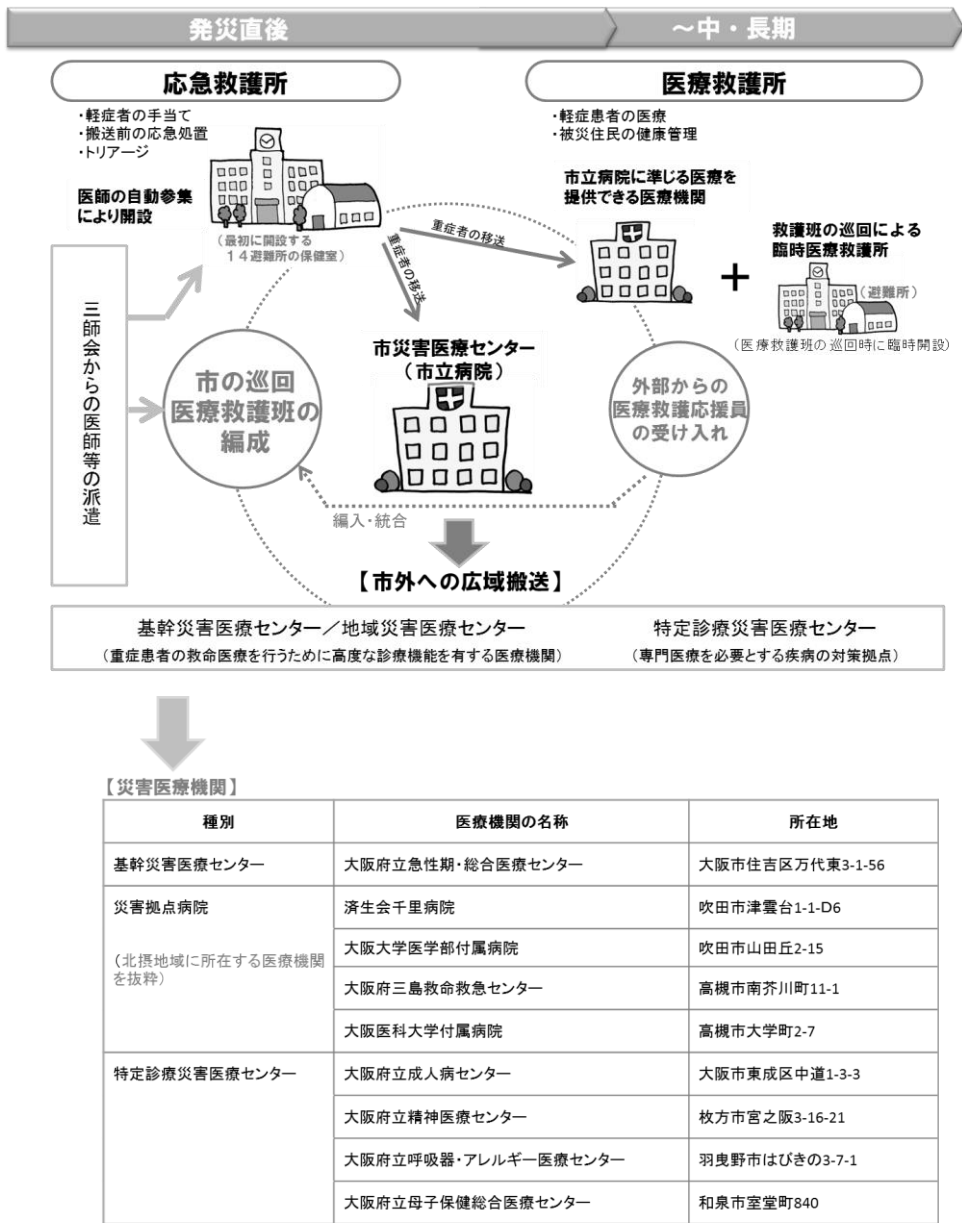 発災直後
～中・長期
応急救護所
・軽症者の手当て
・搬送前の応急処置
・トリアージ
医師の自動参集
により開設
（最初に開設する
１４避難所の保健室）
医療救護所
・軽症患者の医療
・被災住民の健康管理
市立病院に準じる医療を
提供できる医療機関
＋
救護班の巡回による
臨時医療救護所
（避難所）
（医療救護班の巡回時に臨時開設）
重症者の移送
重症者の移送
三師会からの医師等の派遣
市の巡回
医療救護班の
編成
市災害医療センター
（市立病院）
外部からの
医療救護応援員
の受け入れ
編入・統合
【市外への広域搬送】
基幹災害医療センター／地域災害医療センター
（重症患者の救命医療を行うために高度な診療機能を有する医療機関）
特定診療災害医療センター
（専門医療を必要とする疾病の対策拠点）
【災害医療機関】
種別 医療機関の名称 所在地
基幹災害医療センター 大阪府立急性期・総合医療センター 大阪市住吉区万代東3-1-56
災害拠点病院 済生会千里病院 吹田市津雲台1-1-D6
（北摂地域に所在する医療機関
を抜粋）
大阪大学医学部付属病院 吹田市山田丘2-15
大阪府三島救命救急センター 高槻市南芥川町11-1
大阪医科大学付属病院 高槻市大学町2-7
特定診療災害医療センター 大阪府立成人病センター 大阪市東成区中道1-3-3
大阪府立精神医療センター 枚方市宮之阪3-16-21
大阪府立呼吸器・アレルギー医療センター 羽曳野市はびきの3-7-1
大阪府立母子保健総合医療センター 和泉市室堂町840